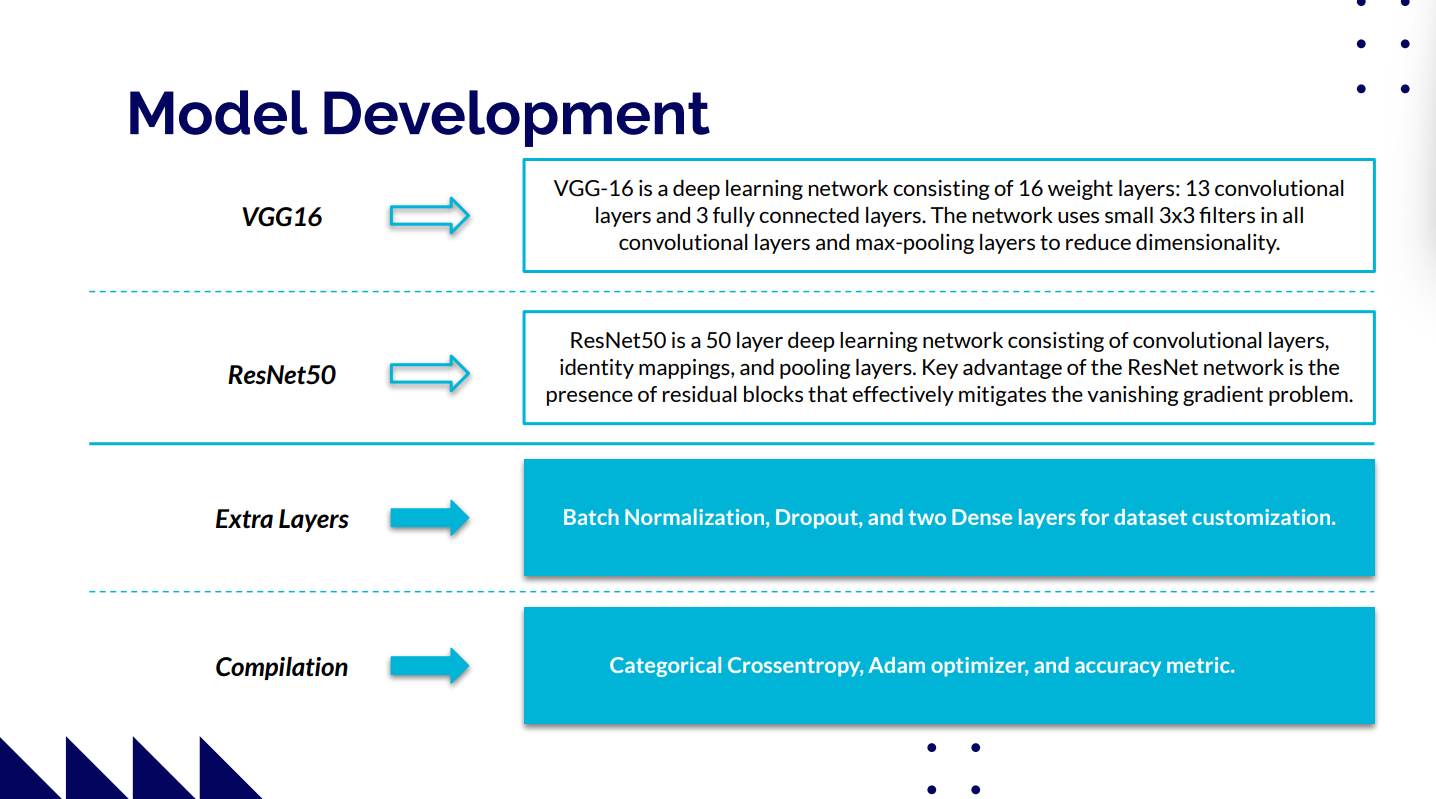 Model Development
VGG16
VGG-16 is a deep learning network consisting of 16 weight layers: 13 convolutional
layers and 3 fully connected layers. The network uses small 3x3 filters in all
convolutional layers and max-pooling layers to reduce dimensionality.
ResNet50
ResNet50 is a 50 layer deep learning network consisting of convolutional layers,
identity mappings, and pooling layers. Key advantage of the ResNet network is the
presence of residual blocks that effectively mitigates the vanishing gradient problem.
Extra Layers
Batch Normalization, Dropout, and two Dense layers for dataset customization.
Compilation
Categorical Crossentropy, Adam optimizer, and accuracy metric.